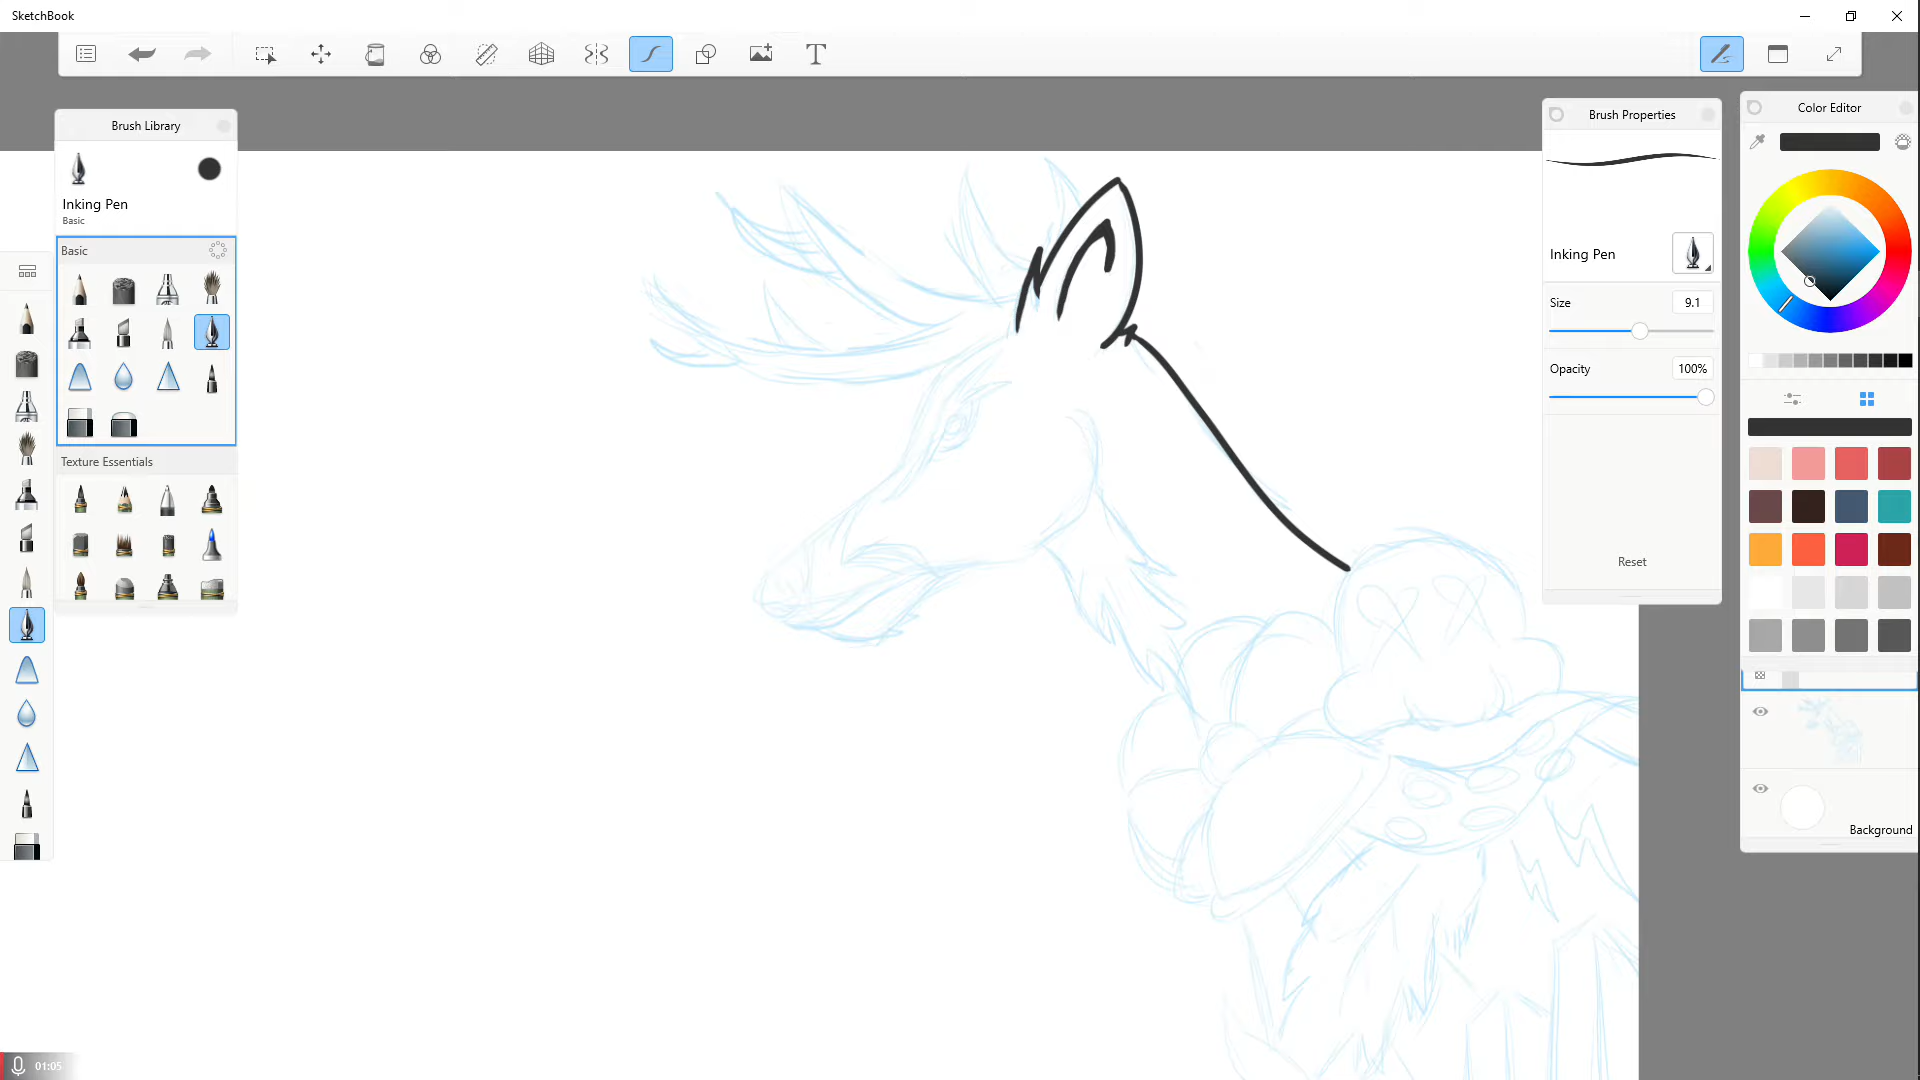 SketchBook
T
Brush Library
Inking Pen
Basic
Basic
Texture Essentials
Brush Properties
Inking Pen
Size
9.1
Opacity
100%
Reset
Color Editor
Background
01:05